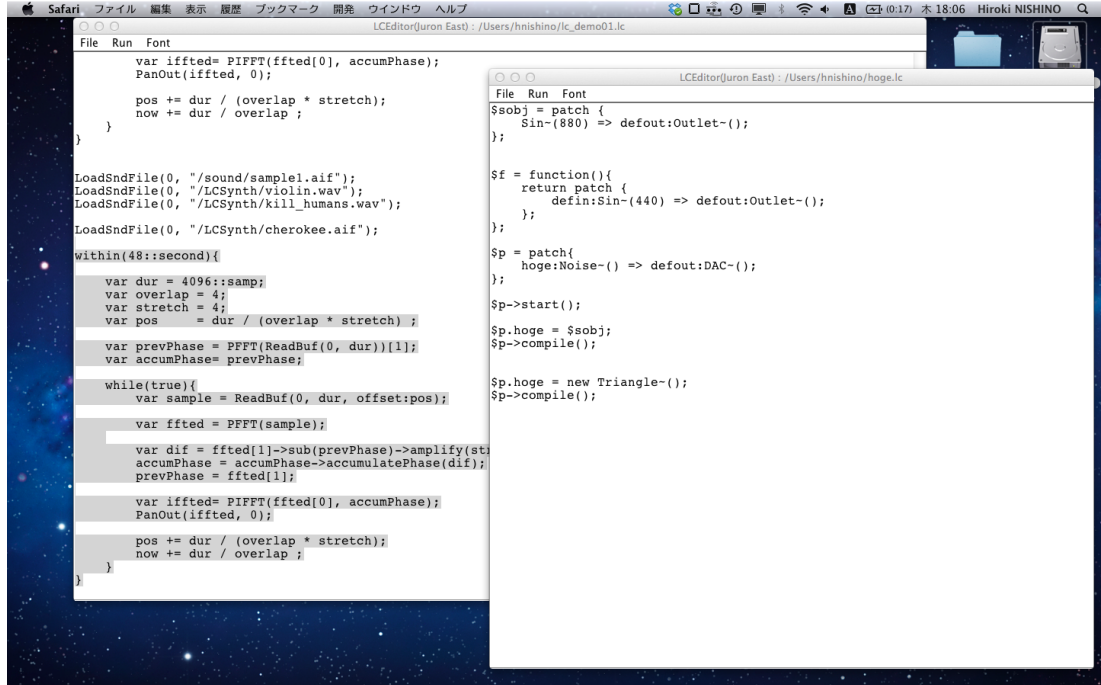 Safari ファイル 編集 表示 履歴 ブックマーク 開発 ウインドウ ヘルプ (0:17) 木 18:06 Hiroki NISHINO
LCEditor(Juron East) : /Users/hnishino/lc_demo01.lc
File Run Font
var iffted= PIFFT(ffted[0], accumPhase);
PanOut(iffted, 0);
pos += dur / (overlap * stretch);
now += dur / overlap ;
}
}
LoadSndFile(0, "/sound/sample1.aif");
LoadSndFile(0, "/LCSynth/violin.wav");
LoadSndFile(0, "/LCSynth/kill_humans.wav");
LoadSndFile(0, "/LCSynth/cherokee.aif");
within(48::second){
var dur = 4096::samp;
var overlap = 4;
var stretch = 4;
var pos     = dur / (overlap * stretch) ;
var prevPhase = PFFT(ReadBuf(0, dur))[1];
var accumPhase= prevPhase;
while(true){
var sample = ReadBuf(0, dur, offset:pos);
var ffted = PFFT(sample);
var dif = ffted[1]->sub(prevPhase)->amplify(st
accumPhase = accumPhase->accumulatePhase(dif);
prevPhase = ffted[1];
var iffted= PIFFT(ffted[0], accumPhase);
PanOut(iffted, 0);
pos += dur / (overlap * stretch);
now += dur / overlap ;
}
}
LCEditor(Juron East) : /Users/hnishino/hoge.lc
File Run Font
$sobj = patch {
Sin~(880) => defout:Outlet~();
};
$f = function(){
return patch {
defin:Sin~(440) => defout:Outlet~();
};
};
$p = patch{
hoge:Noise~() => defout:DAC~();
};
$p->start();
$p.hoge = $sobj;
$p->compile();
$p.hoge = new Triangle~();
$p->compile();